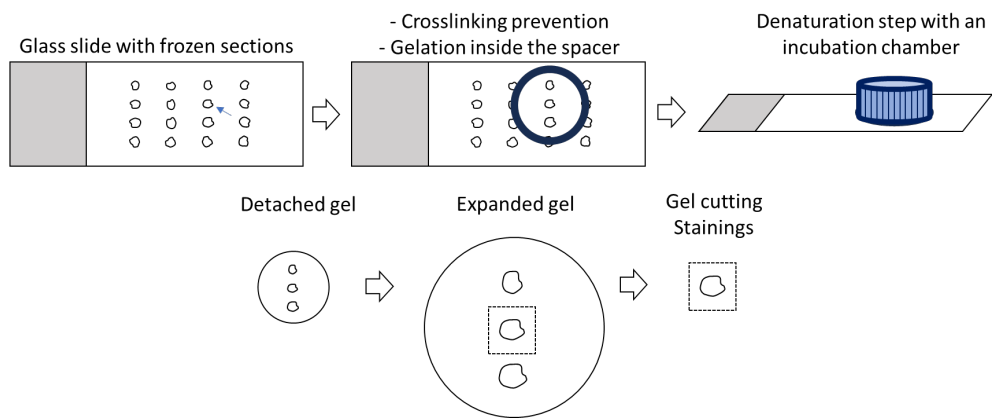 Glass slide with frozen sections
- Crosslinking prevention
- Gelation inside the spacer
Denaturation step with an
incubation chamber
Detached gel
Expanded gel
Gel cutting
Stainings